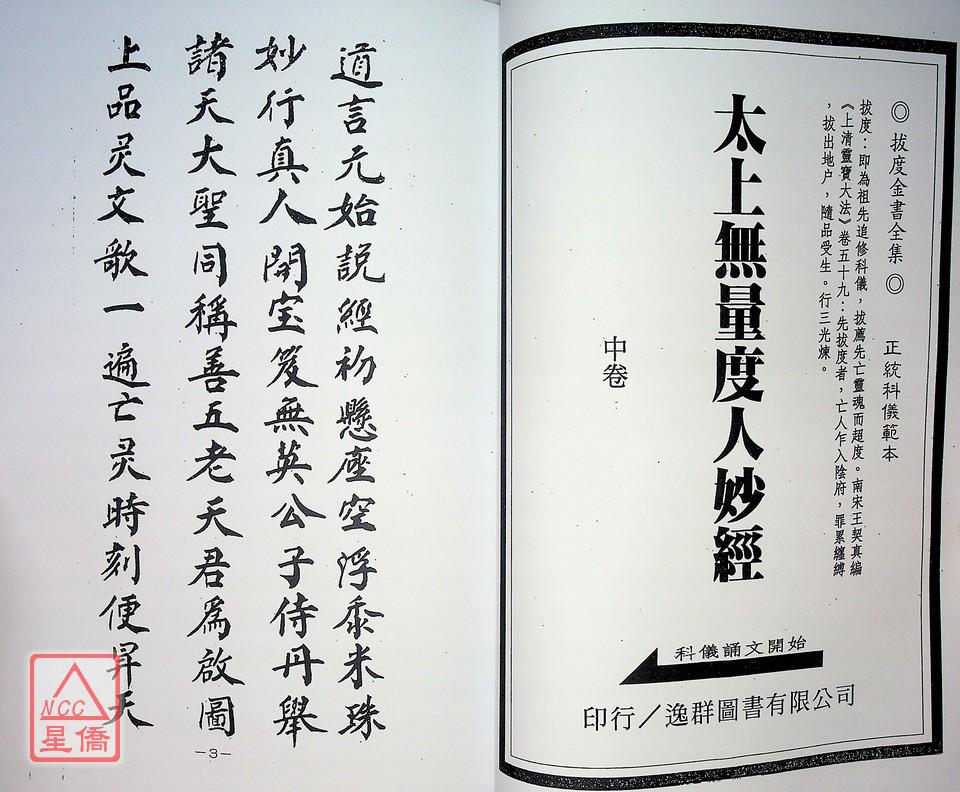 ◎拔度金書全集◎ 正統科儀範本
拔度：即為祖先追修科儀，拔薦先亡靈魂而超度。南宋王契真編
《上清靈寶大法》卷五十九：先拔度者，亡人乍入陰府，罪累纏縛
，拔出地户，隨品受生。行三光煉。
太上無量度人妙經
中卷
科儀誦文開始
印行／逸群圖書有限公司
道言元始説經初懸座空浮黍米珠
妙行真人開宝笈無英公子侍丹舉
諸天大聖同稱善五老天君爲啟圖
上品灵文歌一遍亡灵時刻便昇天
-3-
NCC
星僑